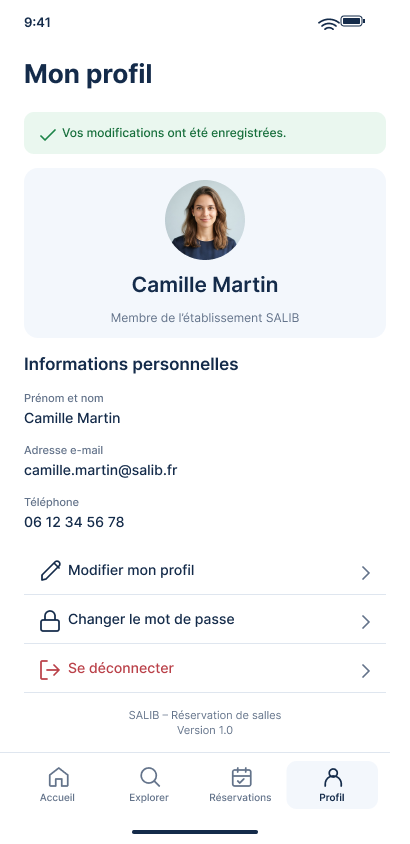 9:41
Mon profil
Vos modifications ont été enregistrées.
Camille Martin
Membre de l'établissement SALIB
Informations personnelles
Prénom et nom
Camille Martin
Adresse e-mail
camille.martin@salib.fr
Téléphone
06 12 34 56 78
Modifier mon profil
Changer le mot de passe
Se déconnecter
SALIB – Réservation de salles
Version 1.0
Accueil Explorer Réservations Profil